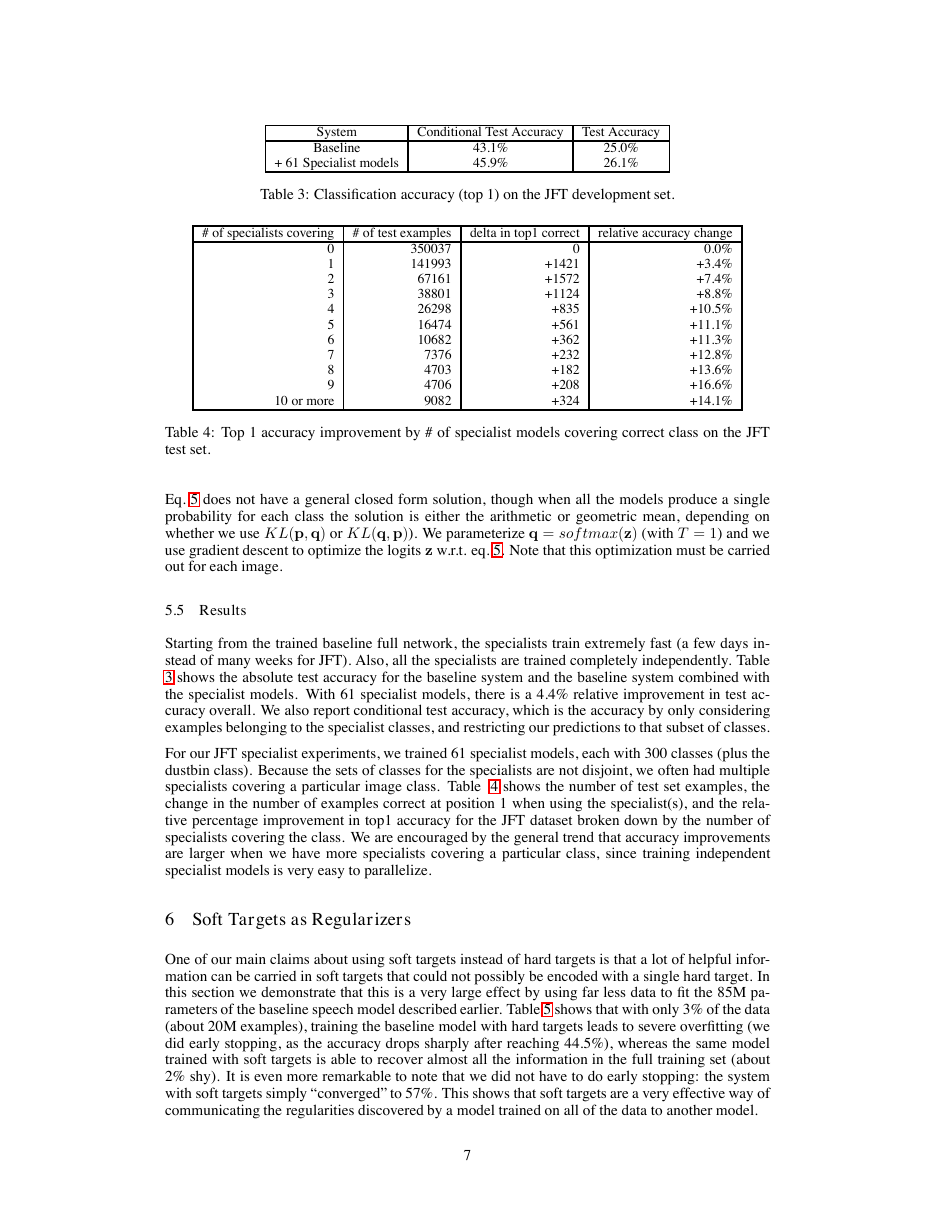 System Conditional Test Accuracy Test Accuracy
Baseline 43.1% 25.0%
+ 61 Specialist models 45.9% 26.1%
Table 3: Classification accuracy (top 1) on the JFT development set.
# of specialists covering # of test examples delta in top1 correct relative accuracy change
0 350037 0 0.0%
1 141993 +1421 +3.4%
2 67161 +1572 +7.4%
3 38801 +1124 +8.8%
4 26298 +835 +10.5%
5 16474 +561 +11.1%
6 10682 +362 +11.3%
7 7376 +232 +12.8%
8 4703 +182 +13.6%
9 4706 +208 +16.6%
10 or more 9082 +324 +14.1%
Table 4: Top 1 accuracy improvement by # of specialist models covering correct class on the JFT
test set.
Eq. 5 does not have a general closed form solution, though when all the models produce a single
probability for each class the solution is either the arithmetic or geometric mean, depending on
whether we use KL(p, q) or KL(q, p)). We parameterize q = softmax(z) (with T = 1) and we
use gradient descent to optimize the logits z w.r.t. eq. 5. Note that this optimization must be carried
out for each image.
5.5 Results
Starting from the trained baseline full network, the specialists train extremely fast (a few days in-
stead of many weeks for JFT). Also, all the specialists are trained completely independently. Table
3 shows the absolute test accuracy for the baseline system and the baseline system combined with
the specialist models. With 61 specialist models, there is a 4.4% relative improvement in test ac-
curacy overall. We also report conditional test accuracy, which is the accuracy by only considering
examples belonging to the specialist classes, and restricting our predictions to that subset of classes.
For our JFT specialist experiments, we trained 61 specialist models, each with 300 classes (plus the
dustbin class). Because the sets of classes for the specialists are not disjoint, we often had multiple
specialists covering a particular image class. Table 4 shows the number of test set examples, the
change in the number of examples correct at position 1 when using the specialist(s), and the rela-
tive percentage improvement in top1 accuracy for the JFT dataset broken down by the number of
specialists covering the class. We are encouraged by the general trend that accuracy improvements
are larger when we have more specialists covering a particular class, since training independent
specialist models is very easy to parallelize.
6 Soft Targets as Regularizers
One of our main claims about using soft targets instead of hard targets is that a lot of helpful infor-
mation can be carried in soft targets that could not possibly be encoded with a single hard target. In
this section we demonstrate that this is a very large effect by using far less data to fit the 85M pa-
rameters of the baseline speech model described earlier. Table 5 shows that with only 3% of the data
(about 20M examples), training the baseline model with hard targets leads to severe overfitting (we
did early stopping, as the accuracy drops sharply after reaching 44.5%), whereas the same model
trained with soft targets is able to recover almost all the information in the full training set (about
2% shy). It is even more remarkable to note that we did not have to do early stopping: the system
with soft targets simply “converged” to 57%. This shows that soft targets are a very effective way of
communicating the regularities discovered by a model trained on all of the data to another model.
7